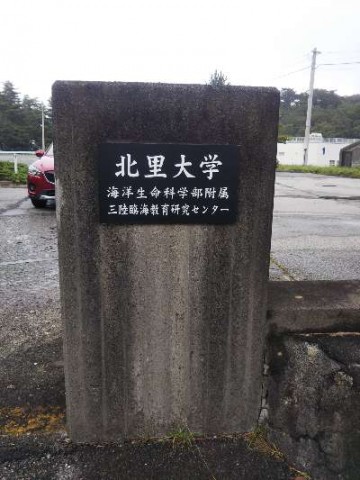 北里大学
海洋生命科学部附属
三陸臨海教育研究センター